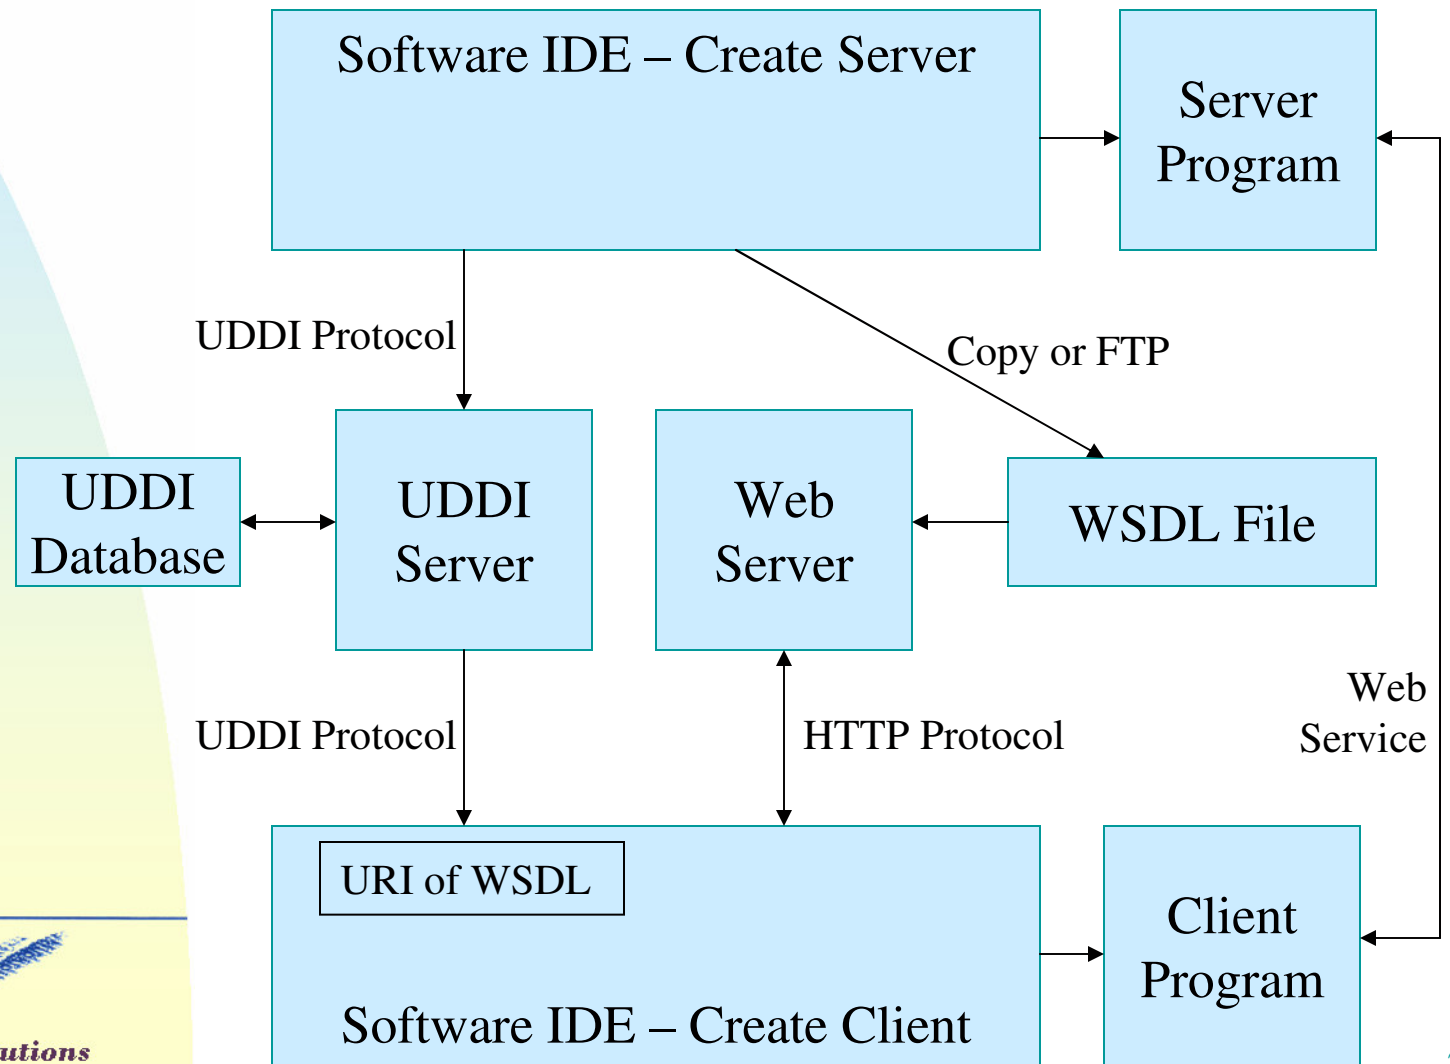 Software IDE – Create Server
Server
Program
UDDI Protocol
Copy or FTP
UDDI
Database
UDDI
Server
Web
Server
WSDL File
UDDI Protocol
HTTP Protocol
Web
Service
URI of WSDL
Client
Program
Software IDE – Create Client